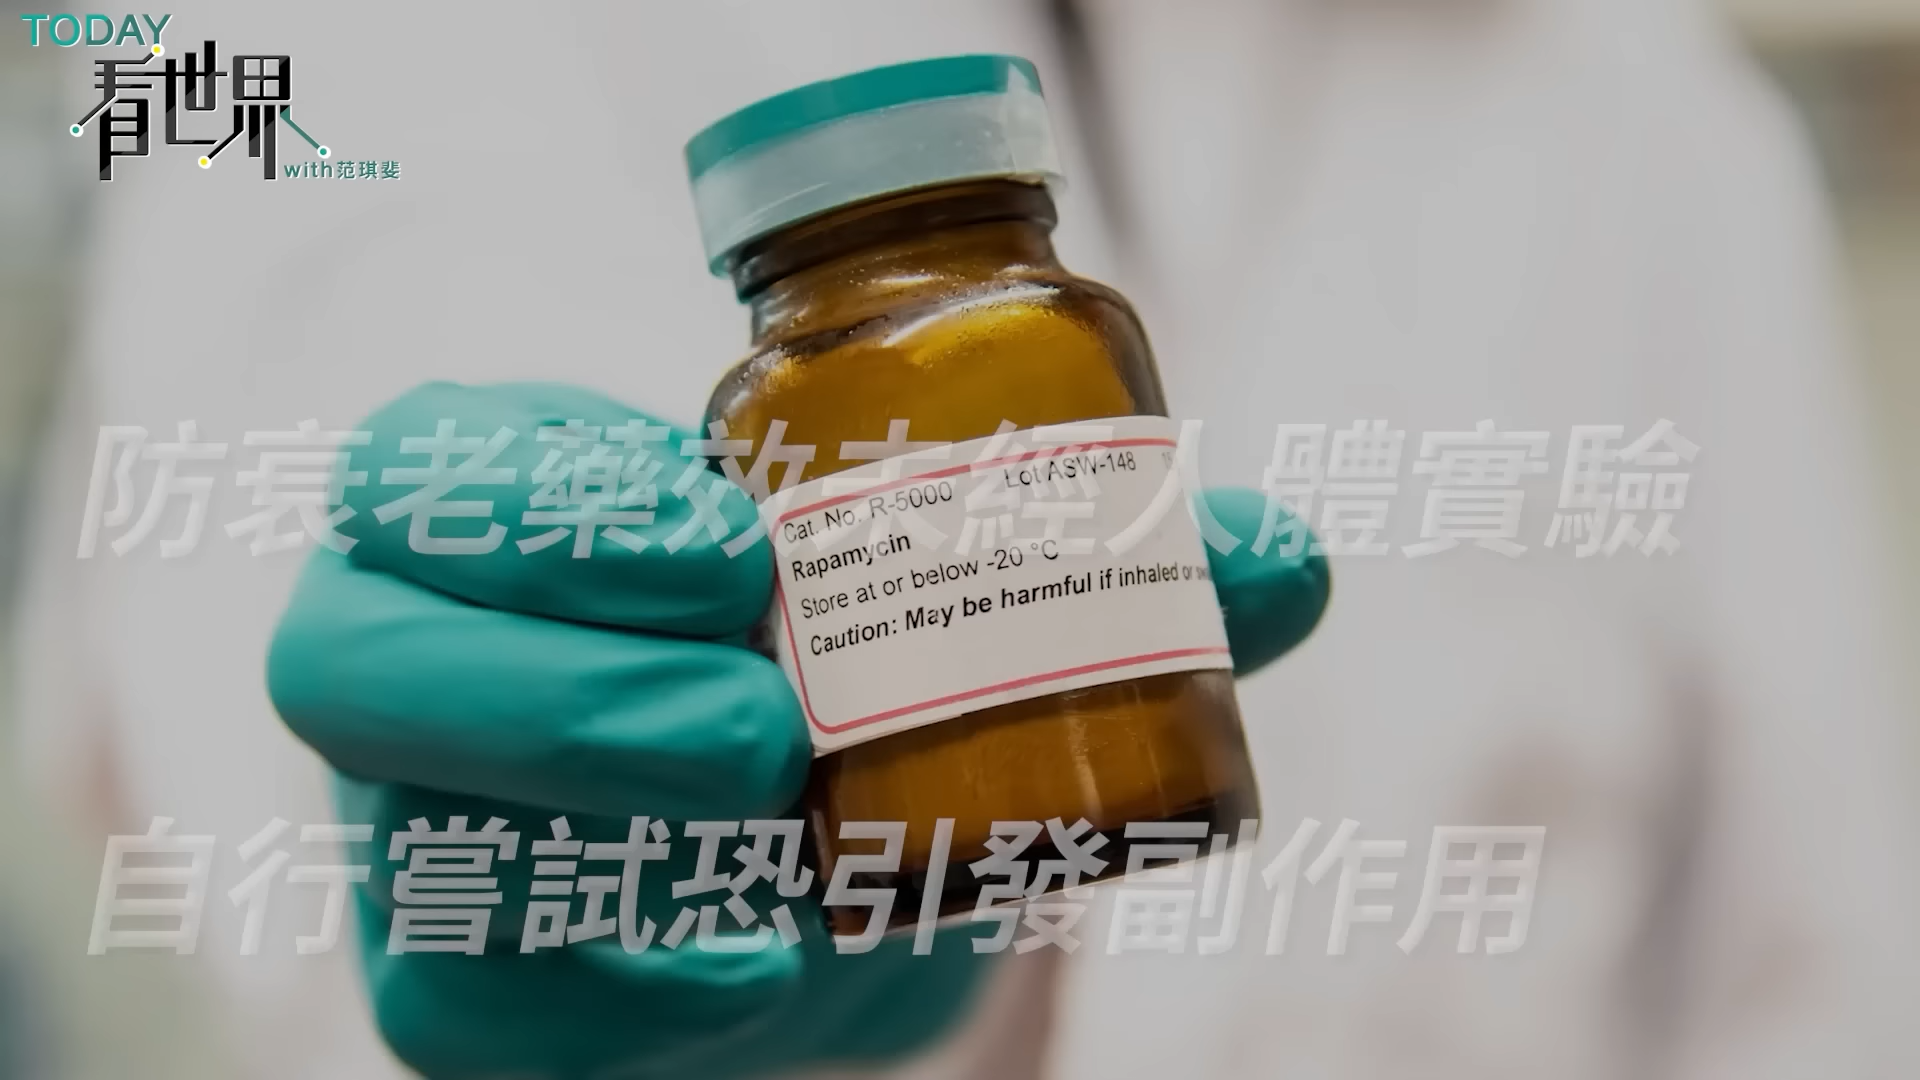 TODAY
看世界
with范琪斐
防衰老藥效未經人體實驗
Cat. No. R-5000 Lot ASW-148
Rapamycin
Store at or below -20 °C
Caution: May be harmful if inhaled or
自行嘗試恐引發副作用